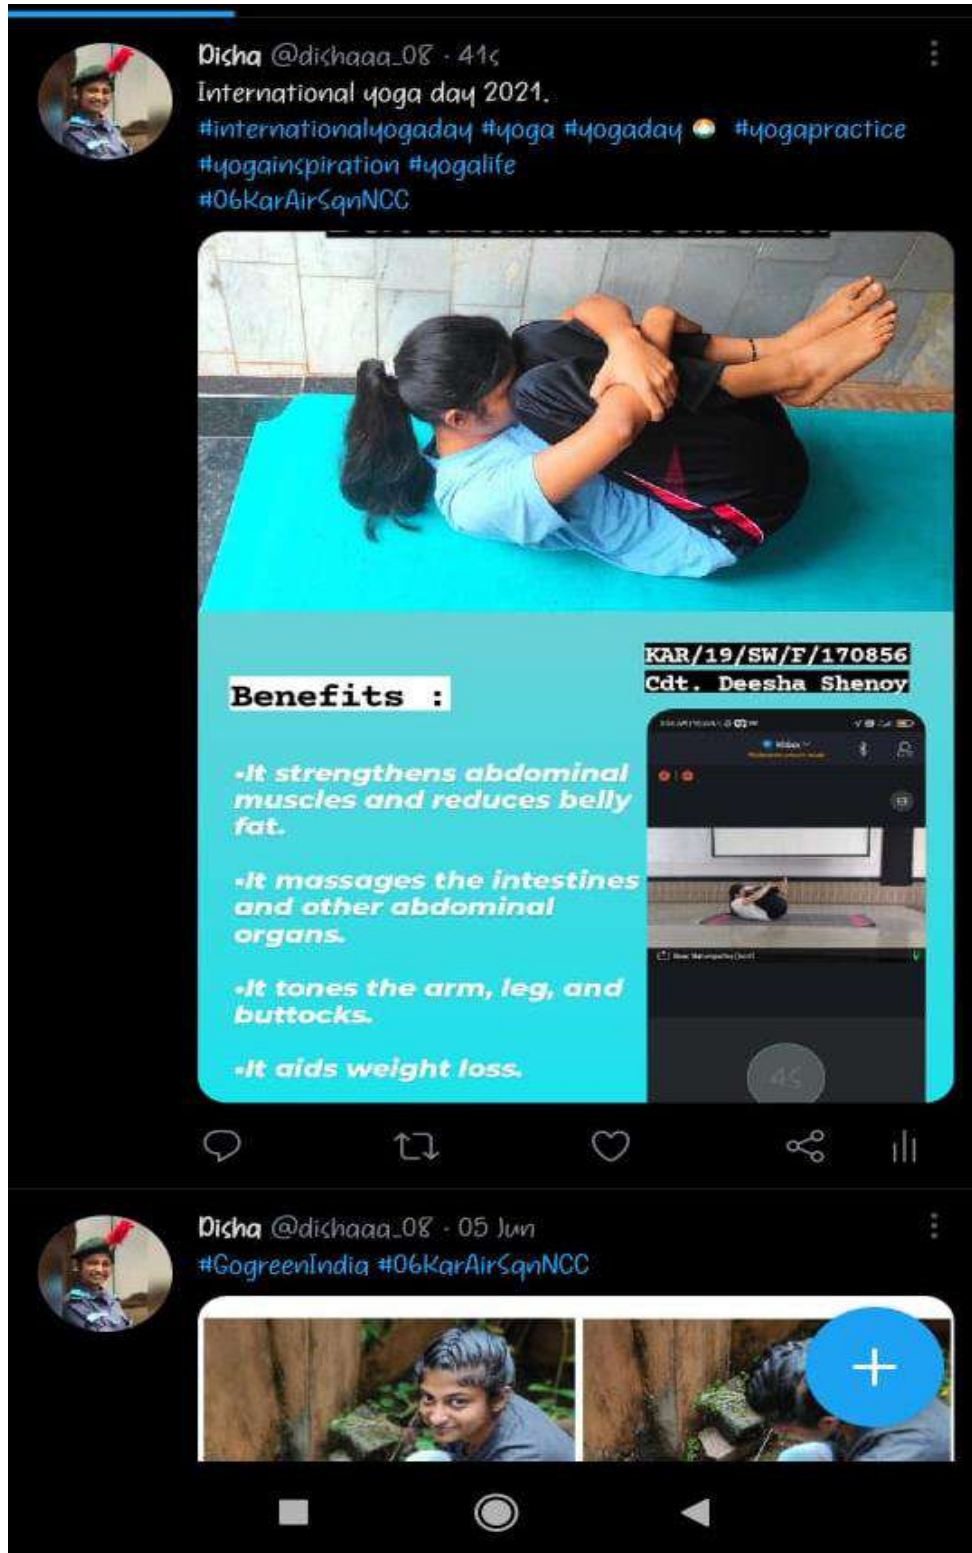 Disha @dishaaa_08 · 41s
International yoga day 2021.
#internationalyogaday #yoga #yogaday #yogapractice
#yogainspiration #yogalife
#06KarAirSqnNCC
KAR/19/SW/F/170856
Cdt. Deesha Shenoy
Benefits :
•It strengthens abdominal
muscles and reduces belly
fat.
•It massages the intestines
and other abdominal
organs.
•It tones the arm, leg, and
buttocks.
•It aids weight loss.
4S
Disha @dishaaa_08 · 05 Jun
#GogreenIndia #06KarAirSqnNCC